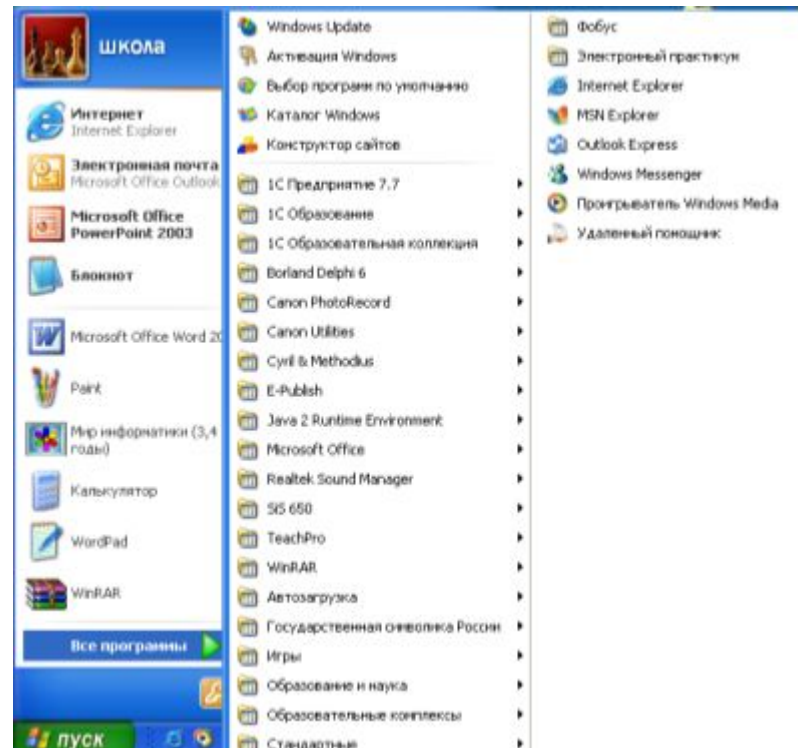 школа
Интернет
Internet Explorer
Электронная почта
Microsoft Office Outlook
Microsoft Office
PowerPoint 2003
Блокнот
Microsoft Office Word 20
Paint
Мир информатики (3,4
годы)
Калькулятор
WordPad
WinRAR
Все программы
пуск
Windows Update
Активация Windows
Выбор программ по умолчанию
Каталог Windows
Конструктор сайтов
1С Предприятие 7.7
1С Образование
1С Образовательная коллекция
Borland Delphi 6
Canon PhotoRecord
Canon Utilities
Cyril & Methodius
E-Publish
Java 2 Runtime Environment
Microsoft Office
Realtek Sound Manager
SiS 650
TeachPro
WinRAR
Автозагрузка
Государственная символика России
Игры
Образование и наука
Образовательные комплексы
Стандартные
Фобус
Электронный практикум
Internet Explorer
MSN Explorer
Outlook Express
Windows Messenger
Проигрыватель Windows Media
Удаленный помощник